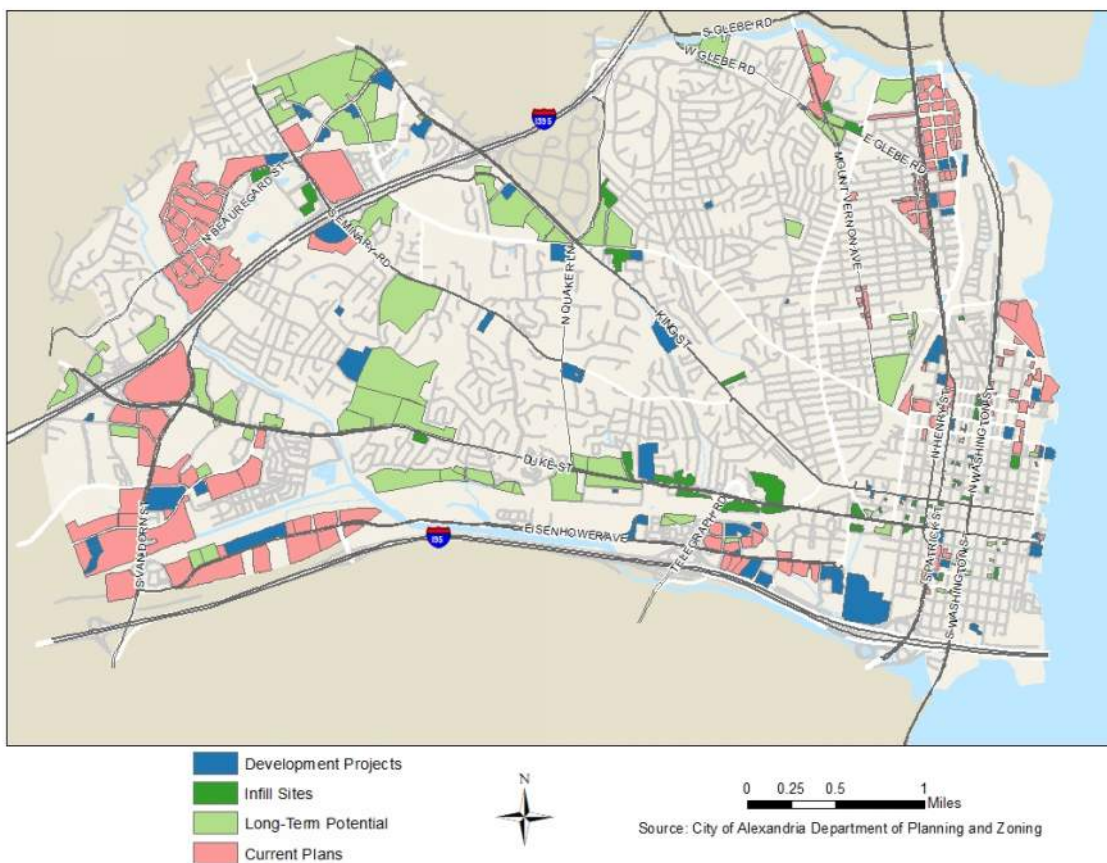 S GLEBE RD
W GLEBE RD
I395
E GLEBE RD
MOUNT VERNON AVE
N BEAUREGARD ST
SEMINARY RD
N QUAKER LN
KING ST
N HENRY ST
N WASHINGTON ST
DUKE ST
S VAN DORN ST
EISENHOWER AVE
I95
TELEGRAPH RD
S PATRICK ST
S WASHINGTON ST
Development Projects
Infill Sites
Long-Term Potential
Current Plans
N
0 0.25 0.5 1
Miles
Source: City of Alexandria Department of Planning and Zoning